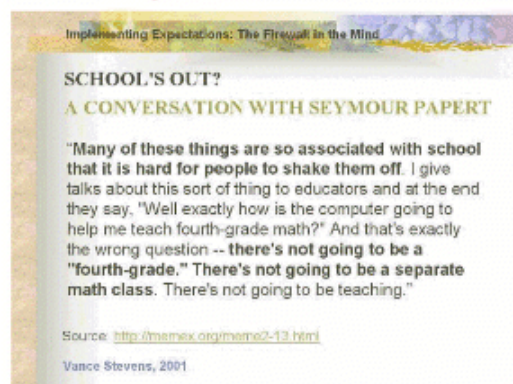 Implementing Expectations: The Firewall in the Mind
SCHOOL'S OUT?
A CONVERSATION WITH SEYMOUR PAPERT
"Many of these things are so associated with school
that it is hard for people to shake them off. I give
talks about this sort of thing to educators and at the end
they say, "Well exactly how is the computer going to
help me teach fourth-grade math?" And that's exactly
the wrong question -- there's not going to be a
"fourth-grade." There's not going to be a separate
math class. There's not going to be teaching."
Source: http://memex.org/meme2-13.html
Vance Stevens, 2001